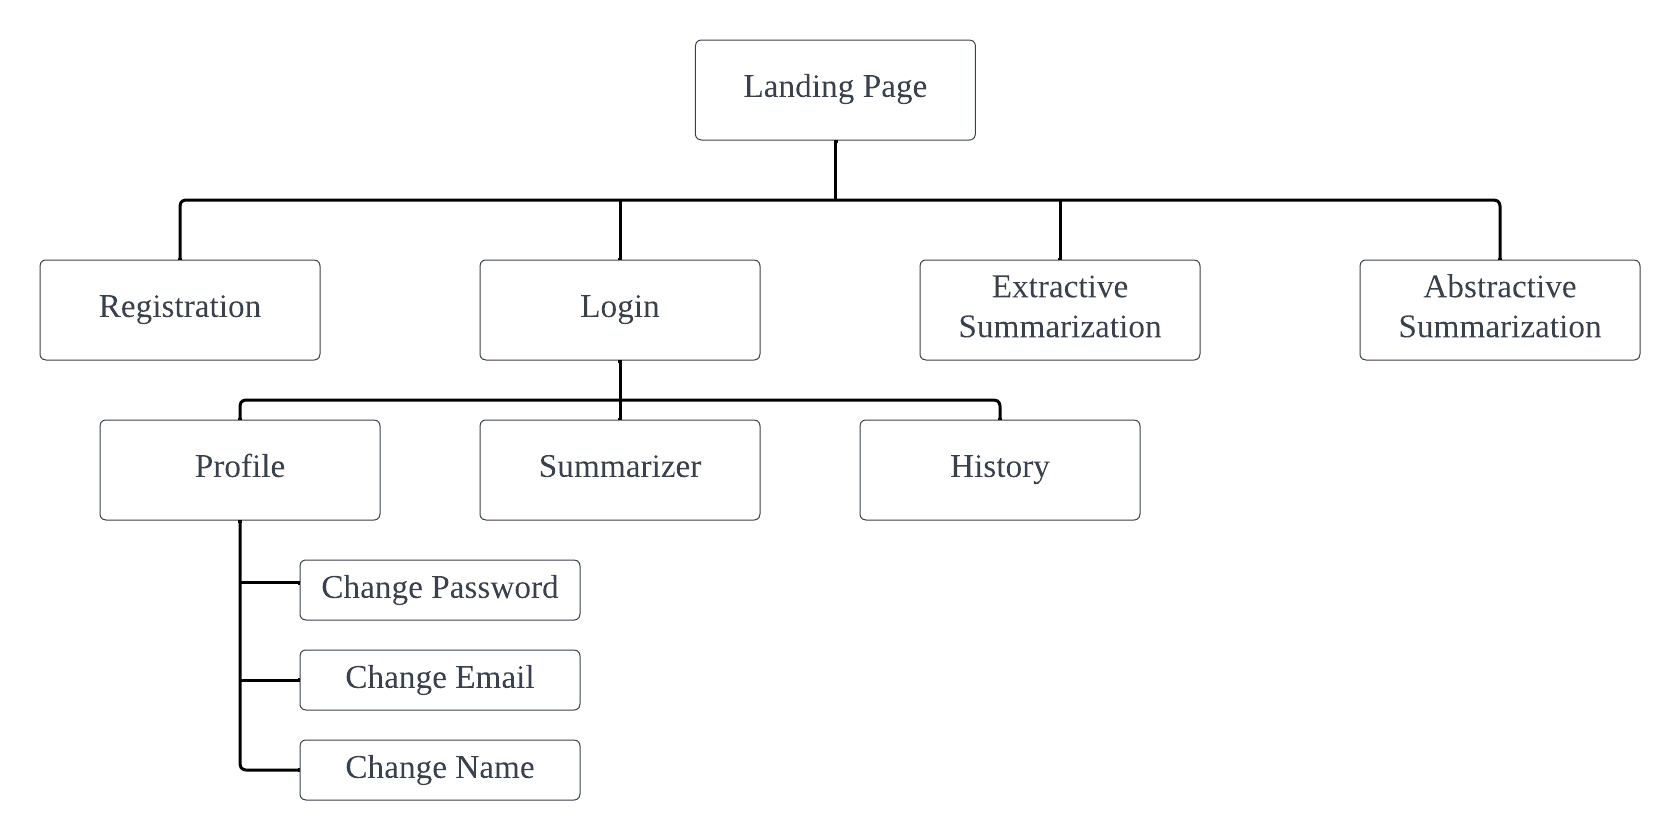 Landing Page
Registration
Login
Extractive
Summarization
Abstractive
Summarization
Profile
Summarizer
History
Change Password
Change Email
Change Name